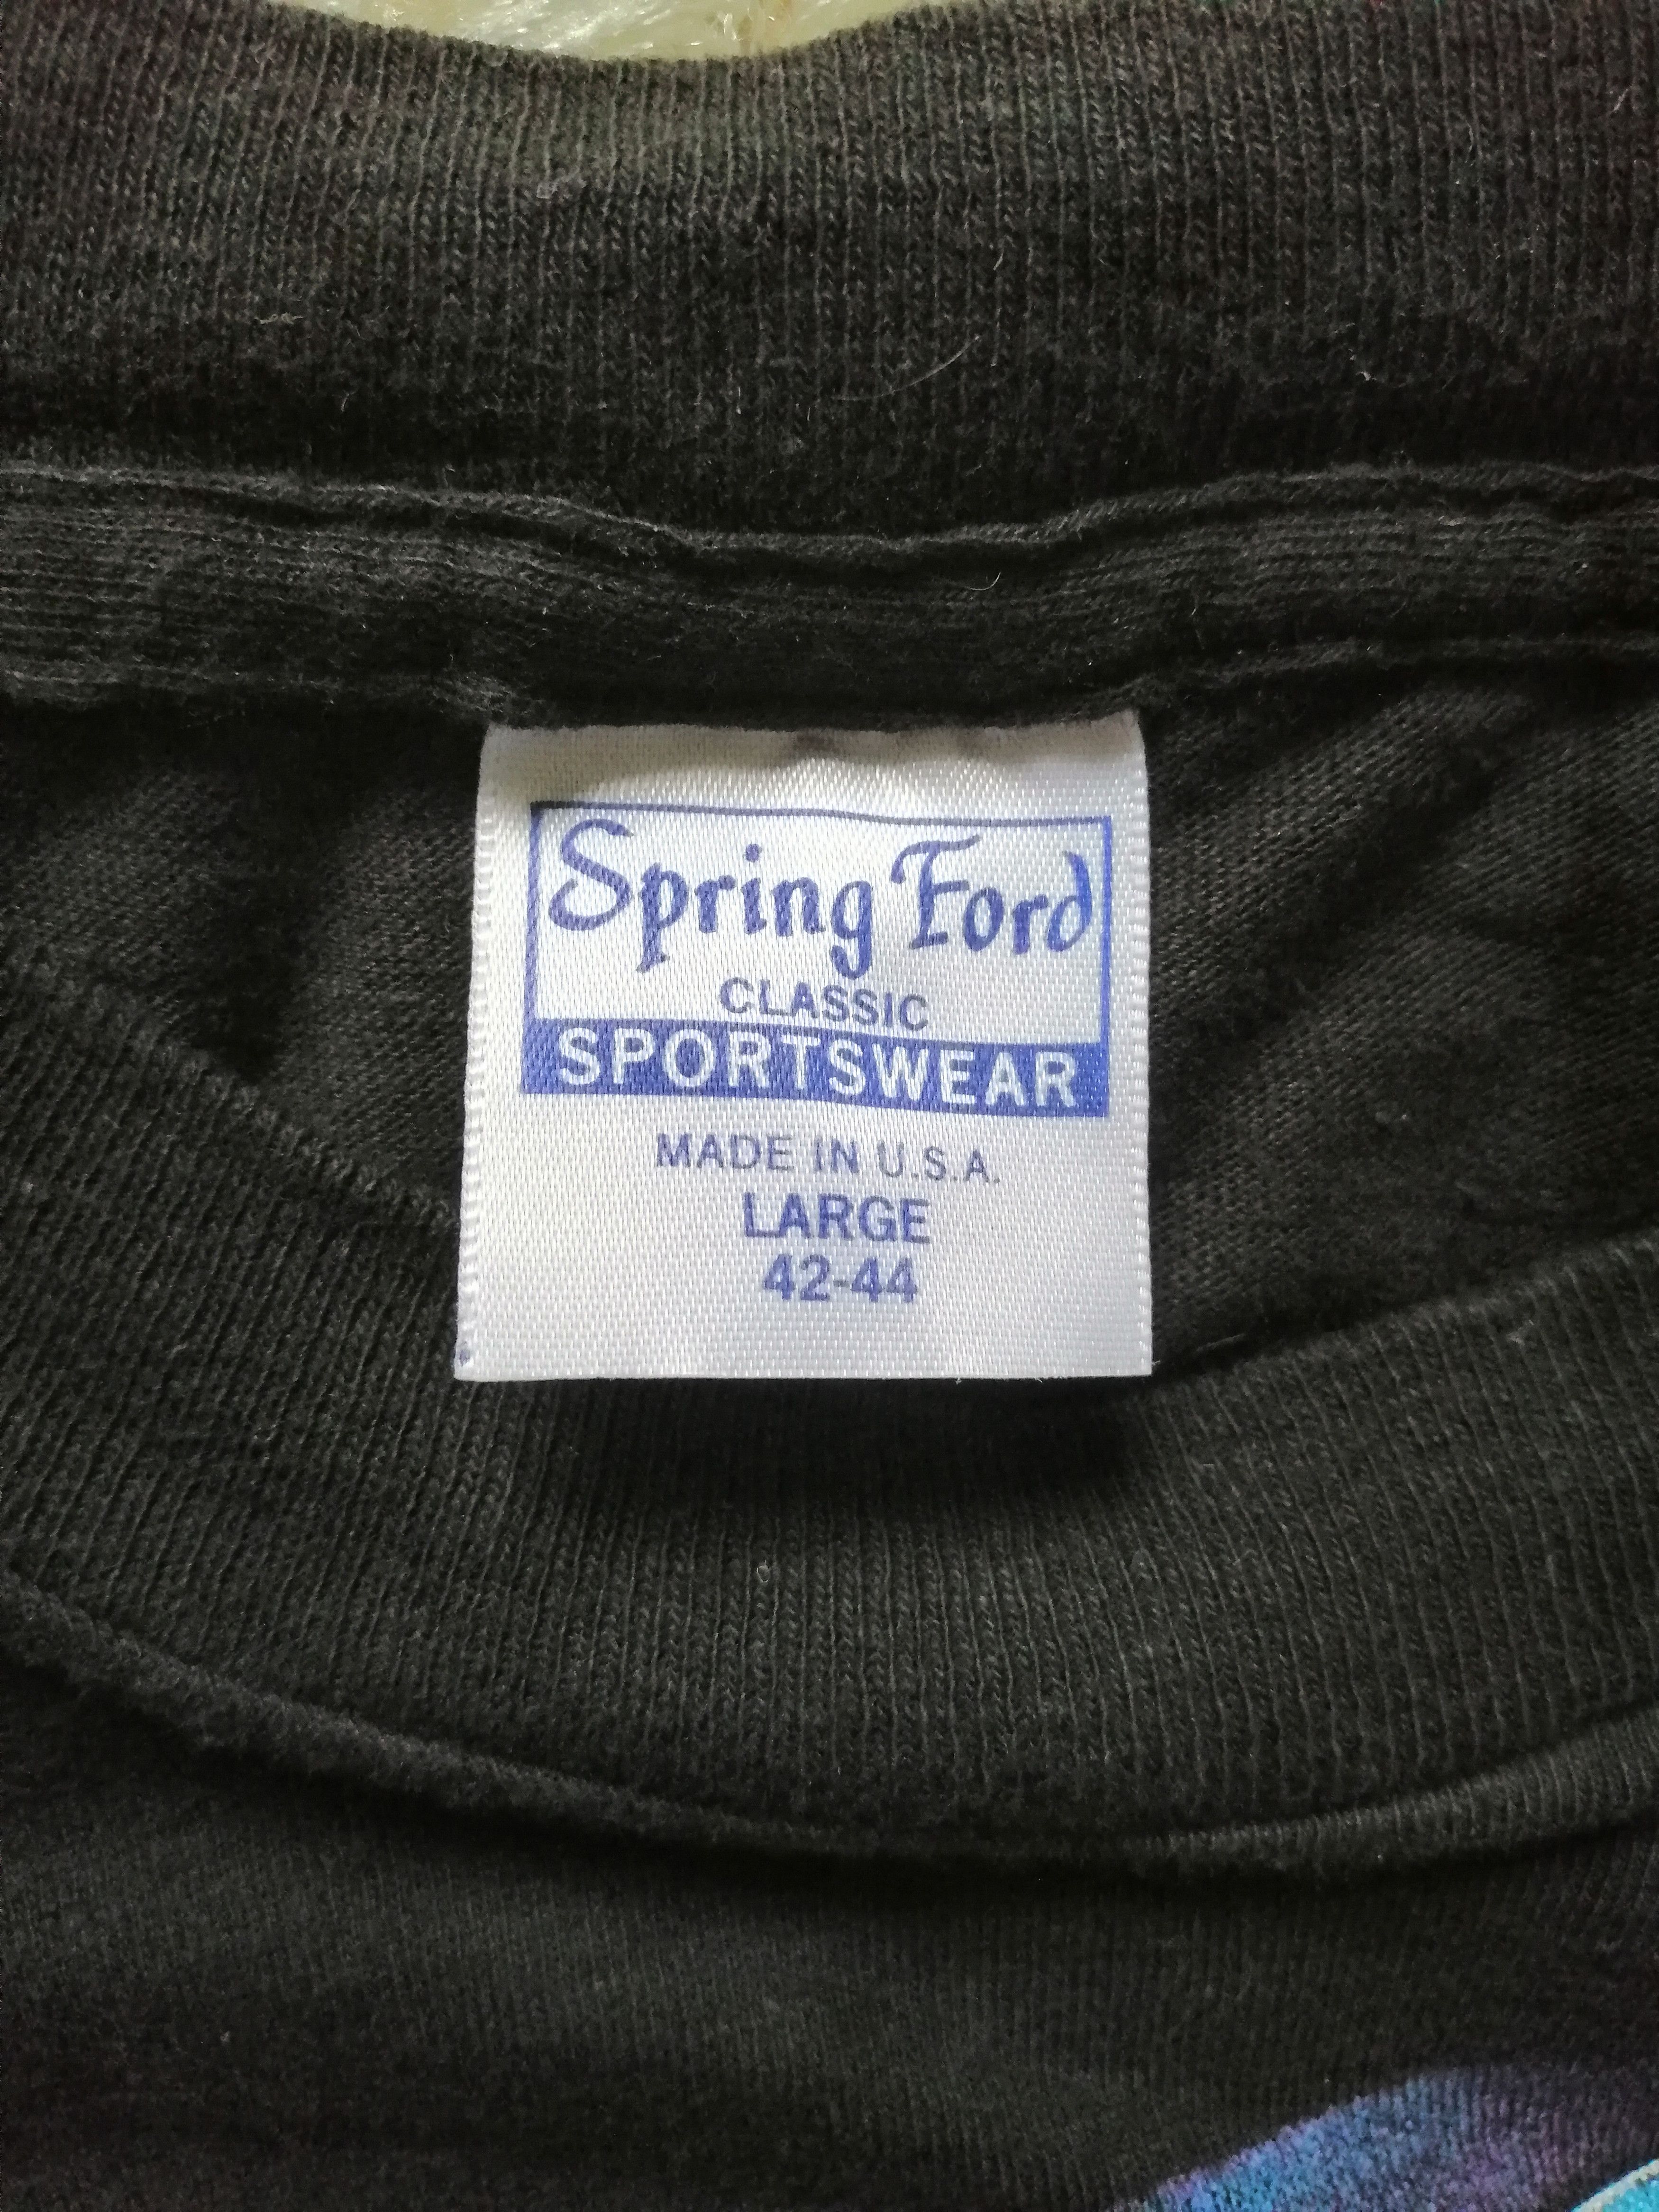 Spring Ford
CLASSIC
SPORTSWEAR
MADE IN U.S.A.
LARGE
42-44